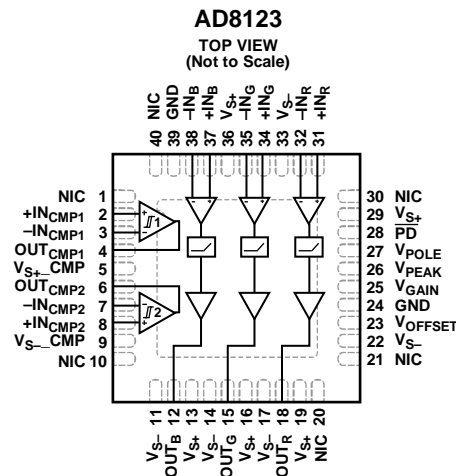 AD8123
TOP VIEW
(Not to Scale)
40 NIC
39 GND
38 –INB
37 +INB
36 VS+
35 –ING
34 +ING
33 VS–
32 –INR
31 +INR
NIC 1
+INCMP1 2
–INCMP1 3
OUTCMP1 4
VS+_CMP 5
OUTCMP2 6
–INCMP2 7
+INCMP2 8
VS–_CMP 9
NIC 10
1
2
30 NIC
29 VS+
28 PD
27 VPOLE
26 VPEAK
25 VGAIN
24 GND
23 VOFFSET
22 VS–
21 NIC
VS– 11
OUTB 12
VS+ 13
VS– 14
OUTG 15
VS+ 16
VS– 17
OUTR 18
VS+ 19
NIC 20